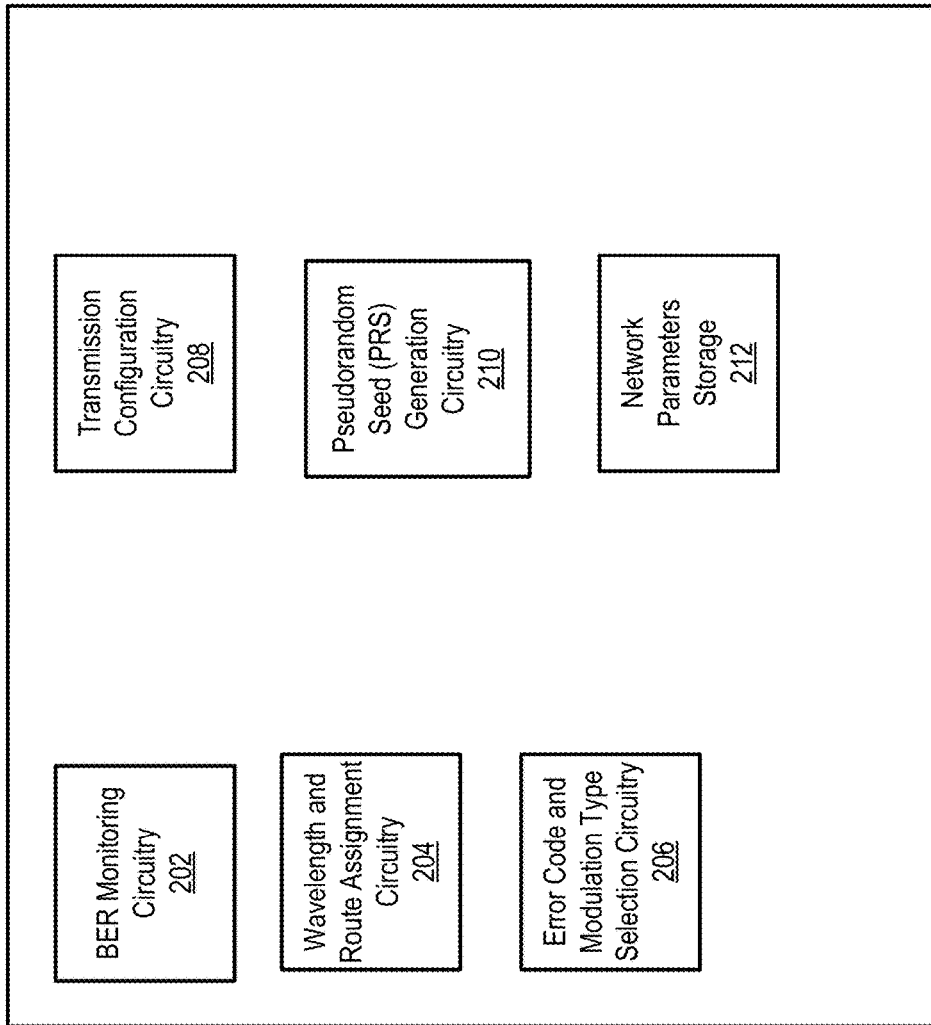 BER Monitoring
Circuitry
202
Wavelength and
Route Assignment
Circuitry
204
Error Code and
Modulation Type
Selection Circuitry
206
Transmission
Configuration
Circuitry
208
Pseudorandom
Seed (PRS)
Generation
Circuitry
210
Network
Parameters
Storage
212